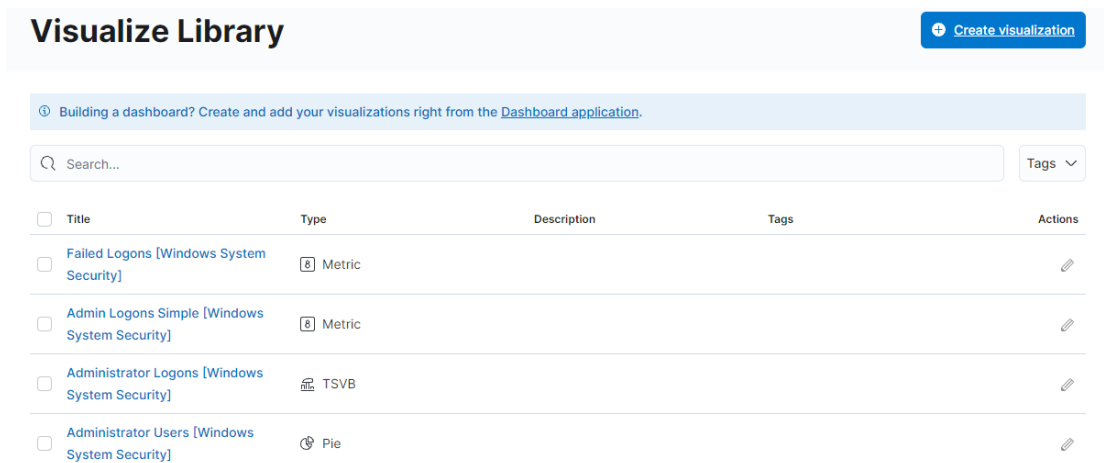 Visualize Library
Create visualization
Building a dashboard? Create and add your visualizations right from the Dashboard application.
Search...
Tags
Title Type Description Tags Actions
Failed Logons [Windows System
Security]
8 Metric
Admin Logons Simple [Windows
System Security]
8 Metric
Administrator Logons [Windows
System Security]
TSVB
Administrator Users [Windows
System Security]
Pie